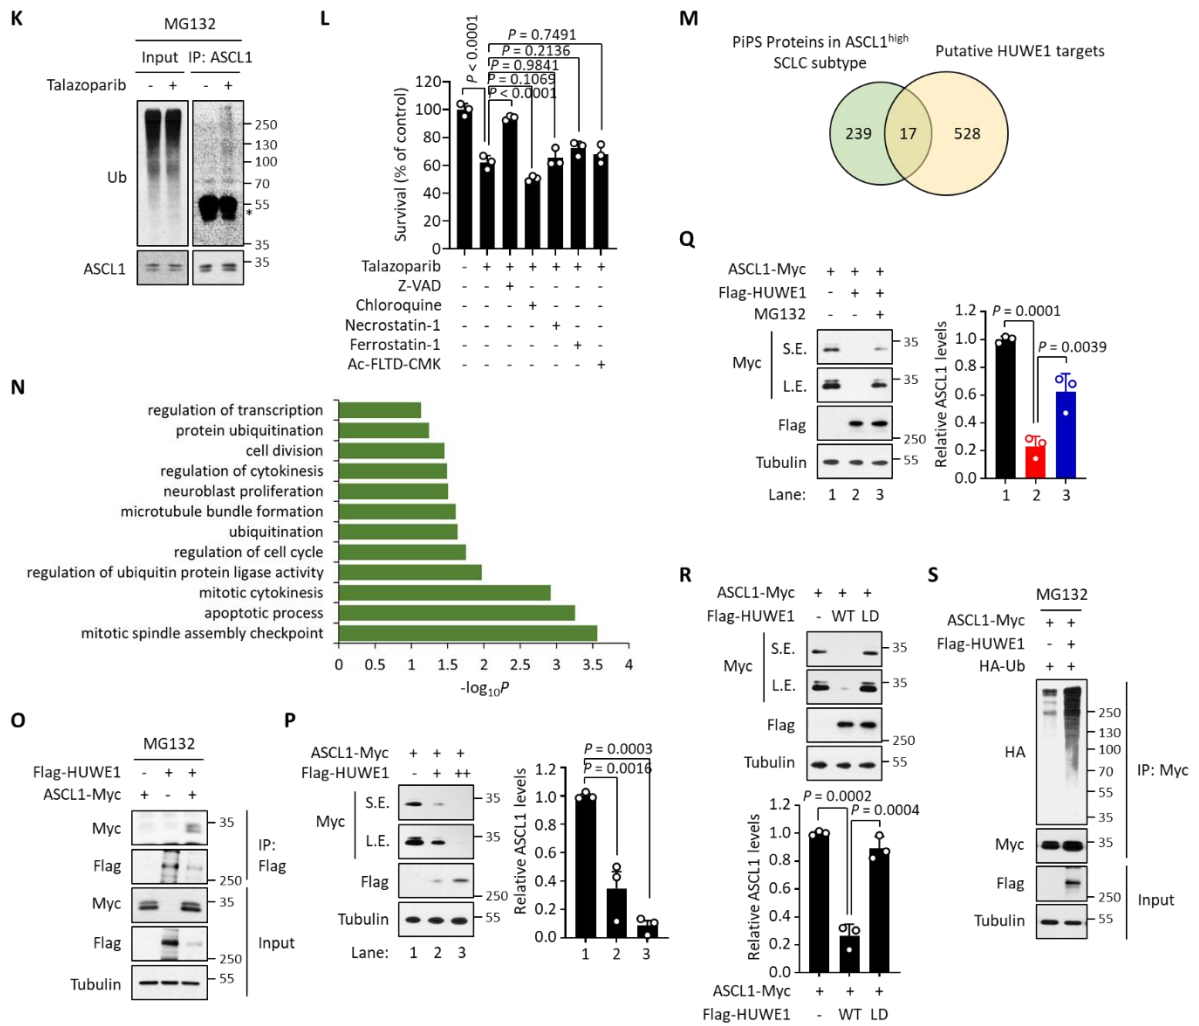 K
MG132
Input IP: ASCL1
Talazoparib - + - +
Ub
250
130
100
70
55
*
35
ASCL1
35
L
P = 0.7491
P = 0.2136
P = 0.9841
P = 0.1069
P < 0.0001
P < 0.0001
Survival (% of control)
120
100
80
60
40
20
0
Talazoparib - + + + + + +
Z-VAD - - + - - - -
Chloroquine - - - + - - -
Necrostatin-1 - - - - + - -
Ferrostatin-1 - - - - - + -
Ac-FLTD-CMK - - - - - - +
M
PiPS Proteins in ASCL1high
SCLC subtype
Putative HUWE1 targets
239 17 528
N
regulation of transcription
protein ubiquitination
cell division
regulation of cytokinesis
neuroblast proliferation
microtubule bundle formation
ubiquitination
regulation of cell cycle
regulation of ubiquitin protein ligase activity
mitotic cytokinesis
apoptotic process
mitotic spindle assembly checkpoint
0 0.5 1 1.5 2 2.5 3 3.5 4
-log10P
O
MG132
Flag-HUWE1 - + +
ASCL1-Myc + - +
Myc 35
Flag
250
IP:
Flag
Myc 35
Flag
250
Tubulin 55
Input
P
ASCL1-Myc + + +
Flag-HUWE1 - + ++
Myc
S.E. 35
L.E. 35
Flag
250
Tubulin 55
Lane: 1 2 3
P = 0.0003
P = 0.0016
Relative ASCL1 levels
1.2
1.0
0.8
0.6
0.4
0.2
0.0
1 2 3
Q
ASCL1-Myc + + +
Flag-HUWE1 - + +
MG132 - - +
Myc
S.E. 35
L.E. 35
Flag
250
Tubulin 55
Lane: 1 2 3
P = 0.0001
P = 0.0039
Relative ASCL1 levels
1.2
1.0
0.8
0.6
0.4
0.2
0.0
1 2 3
R
ASCL1-Myc + + +
Flag-HUWE1 - WT LD
Myc
S.E. 35
L.E. 35
Flag
250
Tubulin 55
P = 0.0002
P = 0.0004
Relative ASCL1 levels
1.2
1.0
0.8
0.6
0.4
0.2
0.0
ASCL1-Myc + + +
Flag-HUWE1 - WT LD
S
MG132
ASCL1-Myc + +
Flag-HUWE1 - +
HA-Ub + +
HA
250
130
100
70
55
35
Myc 35
IP: Myc
Flag
250
Tubulin 55
Input